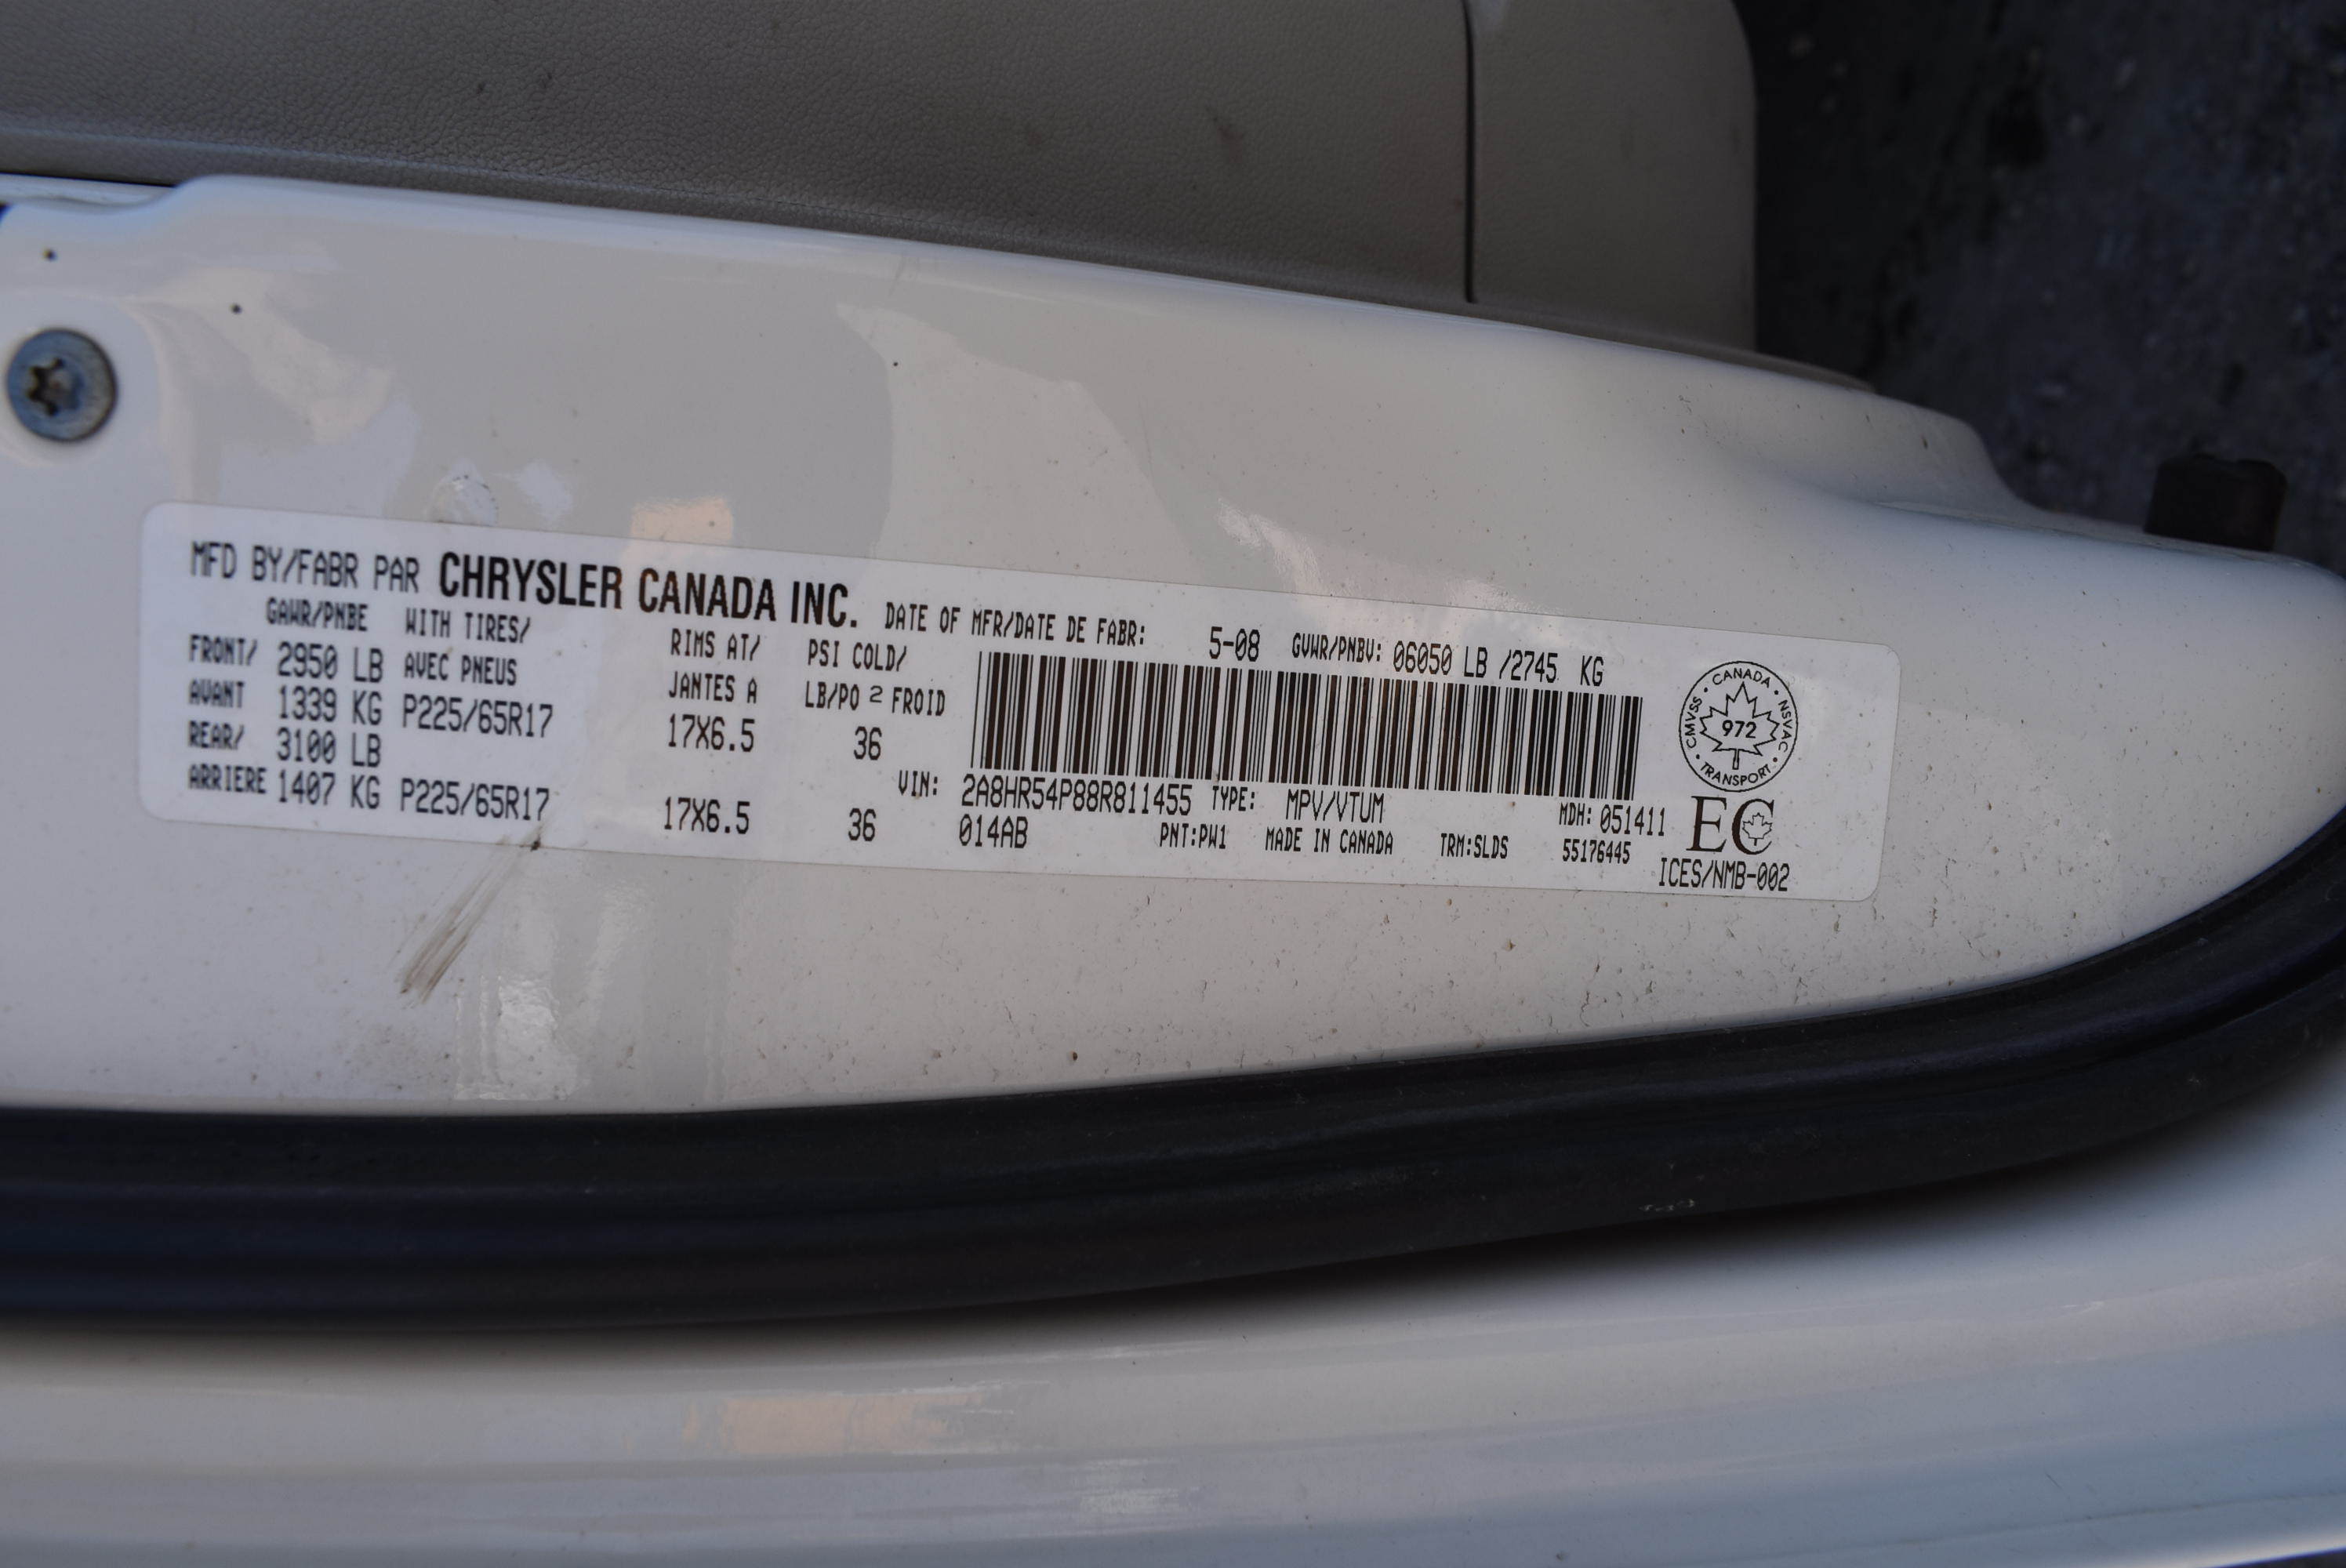 MFD BY/FABR PAR CHRYSLER CANADA INC. DATE OF MFR/DATE DE FABR: 5-08 GVWR/PNBV: 06050 LB /2745 KG
GAWR/PNBE WITH TIRES/ RIMS AT/ PSI COLD/
FRONT/ 2950 LB AVEC PNEUS JANTES A LB/PO 2 FROID
AVANT 1339 KG P225/65R17 17X6.5 36
REAR/ 3100 LB
ARRIERE 1407 KG P225/65R17 17X6.5 36
VIN: 2A8HR54P88R811455 TYPE: MPV/VTUM MDH: 051411
014AB PNT:PW1 MADE IN CANADA TRM:SLDS 55176445
CANADA
CMVSS 972 NSVAC
TRANSPORT
EC
ICES/NMB-002